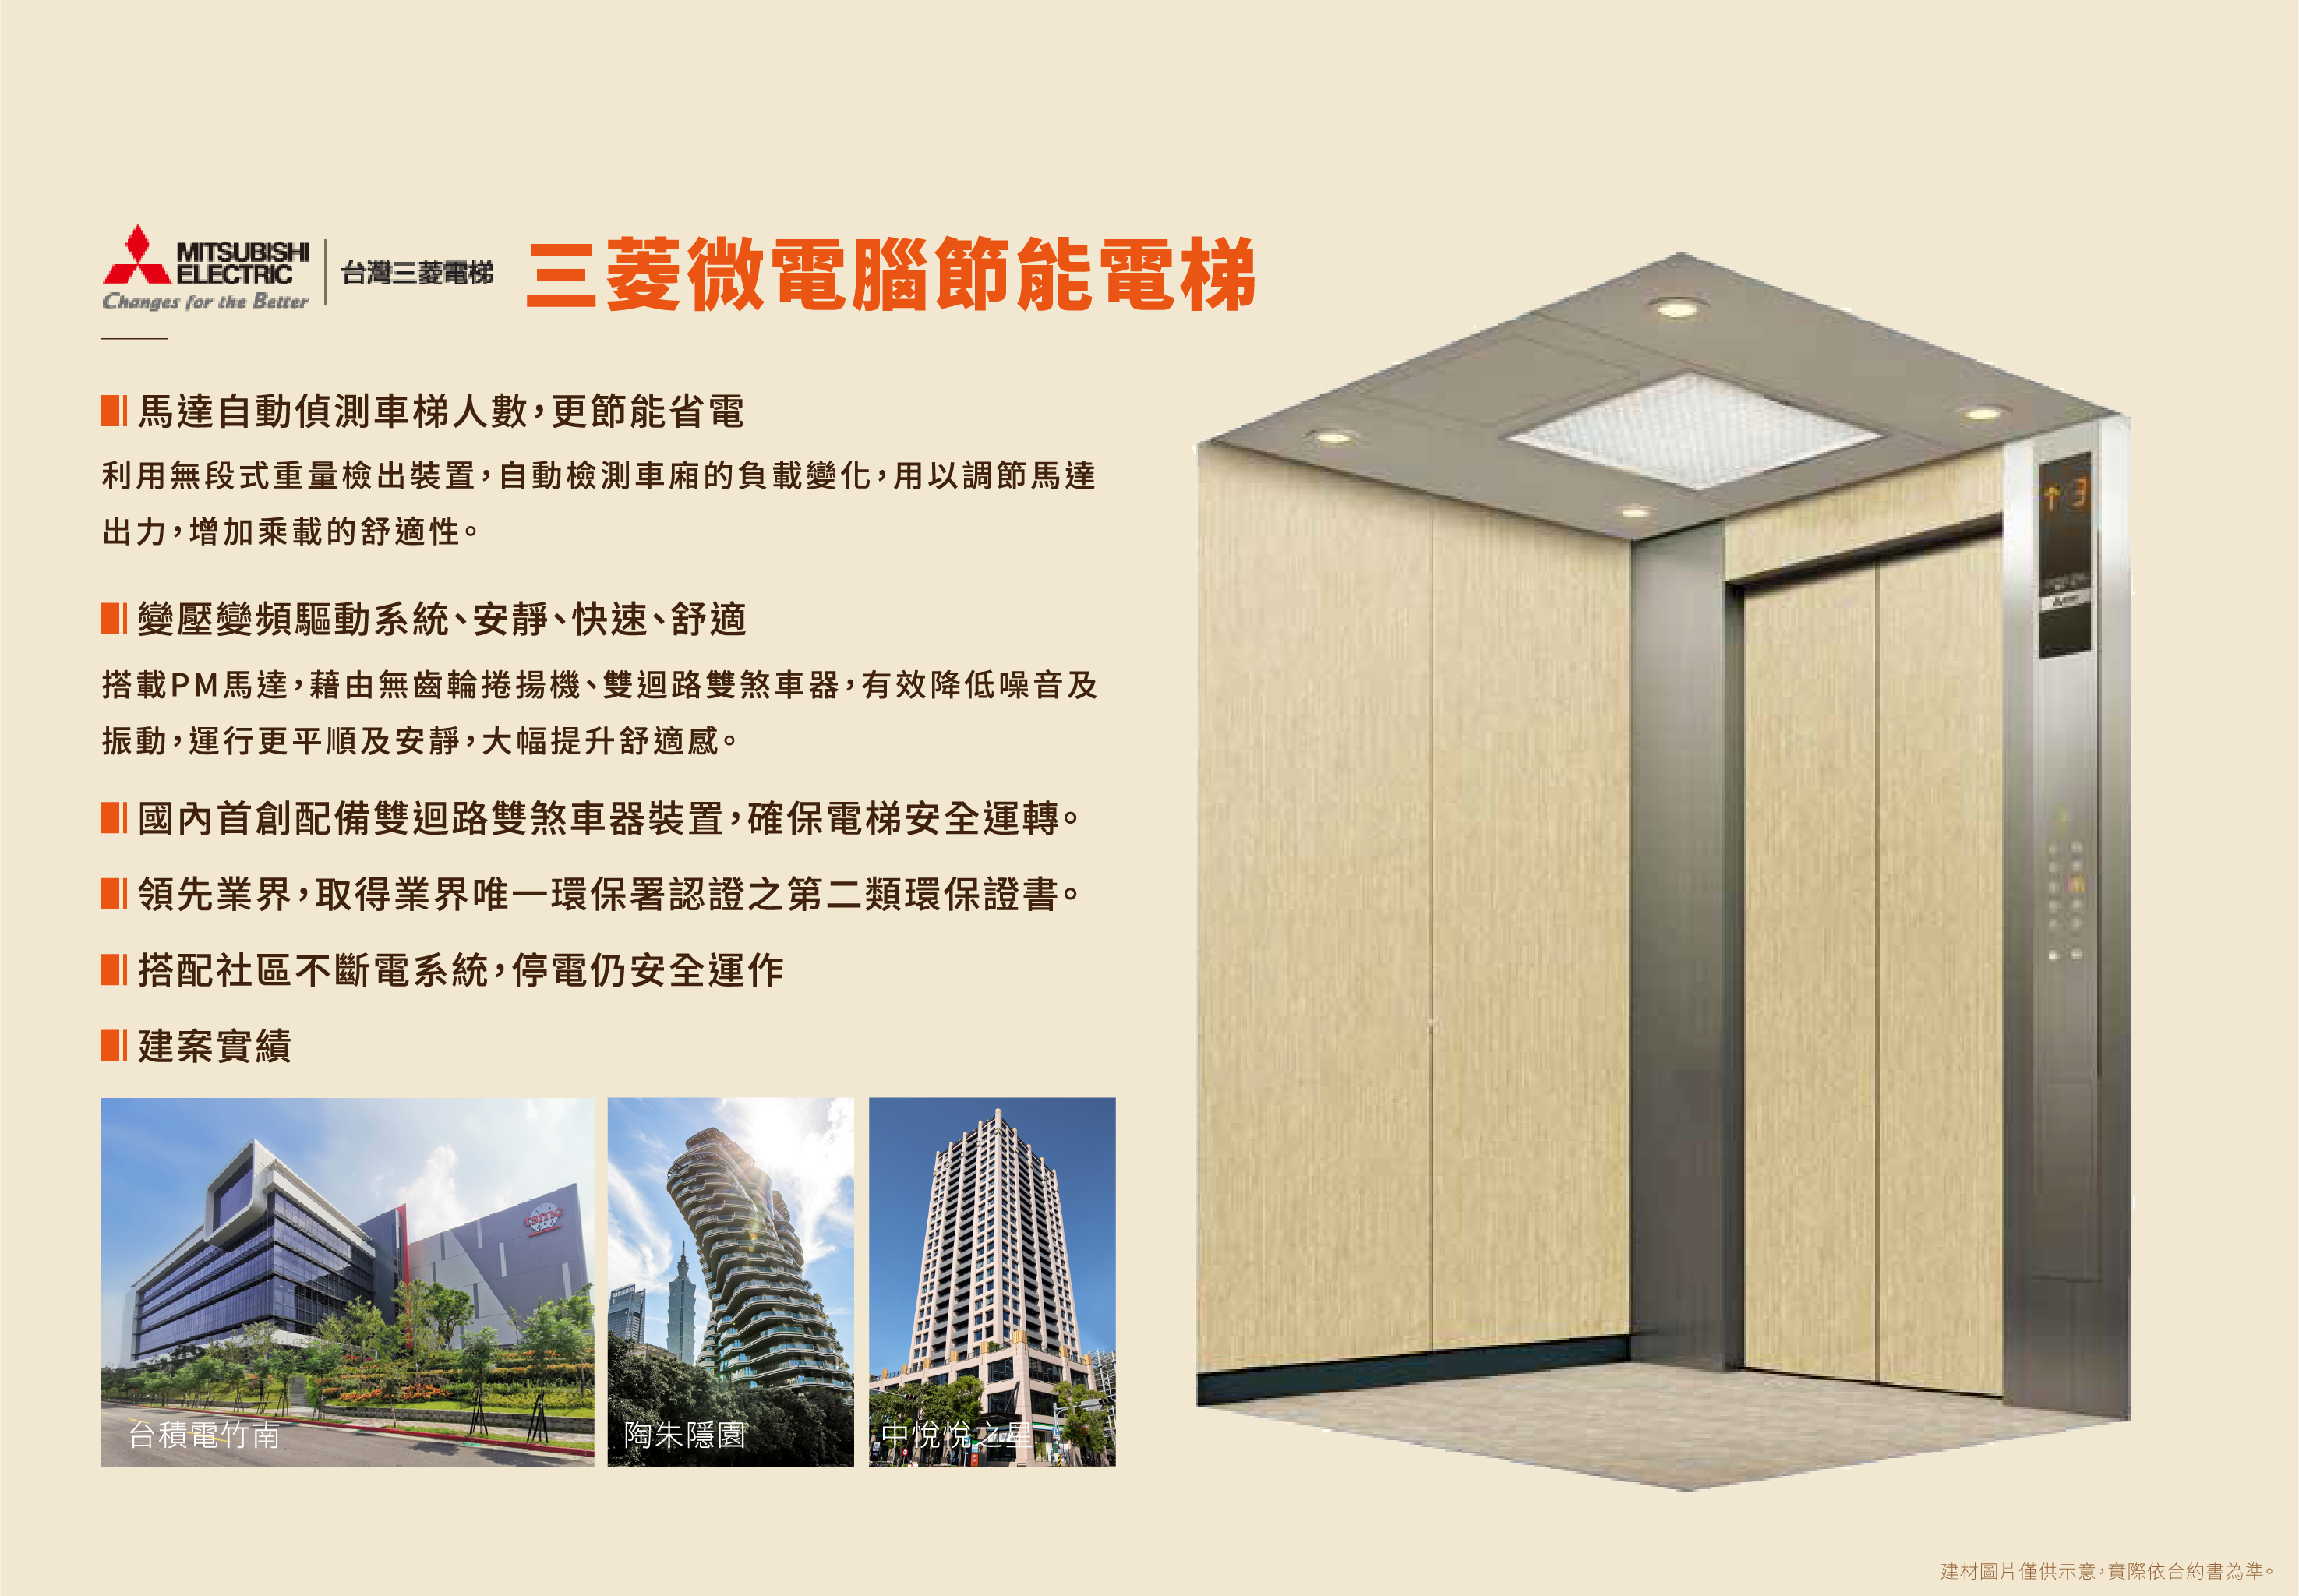 MITSUBISHI
ELECTRIC
Changes for the Better
台灣三菱電梯
三菱微電腦節能電梯
馬達自動偵測車梯人數，更節能省電
利用無段式重量檢出裝置，自動檢測車廂的負載變化，用以調節馬達
出力，增加乘載的舒適性。
變壓變頻驅動系統、安靜、快速、舒適
搭載PM馬達，藉由無齒輪捲揚機、雙迴路雙煞車器，有效降低噪音及
振動，運行更平順及安靜，大幅提升舒適感。
國內首創配備雙迴路雙煞車器裝置，確保電梯安全運轉。
領先業界，取得業界唯一環保署認證之第二類環保證書。
搭配社區不斷電系統，停電仍安全運作
建案實績
tsmc
台積電竹南
陶朱隱園
中悅悅之星
3
建材圖片僅供示意，實際依合約書為準。